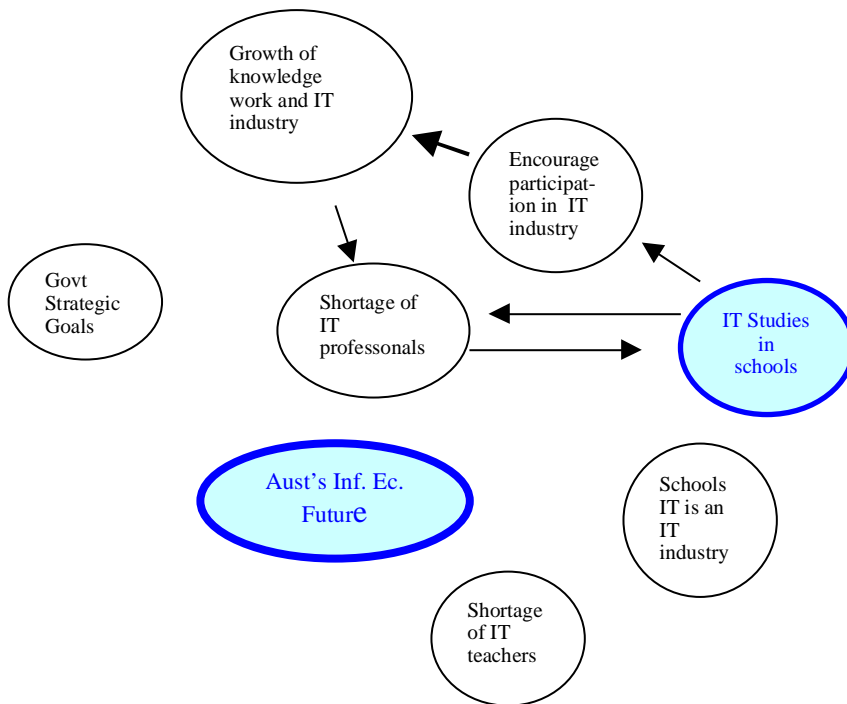 Growth of
knowledge
work and IT
industry
Encourage
participat-
ion in IT
industry
Govt
Strategic
Goals
Shortage of
IT
professonals
IT Studies
in
schools
Aust's Inf. Ec.
Future
Schools
IT is an
IT
industry
Shortage
of IT
teachers